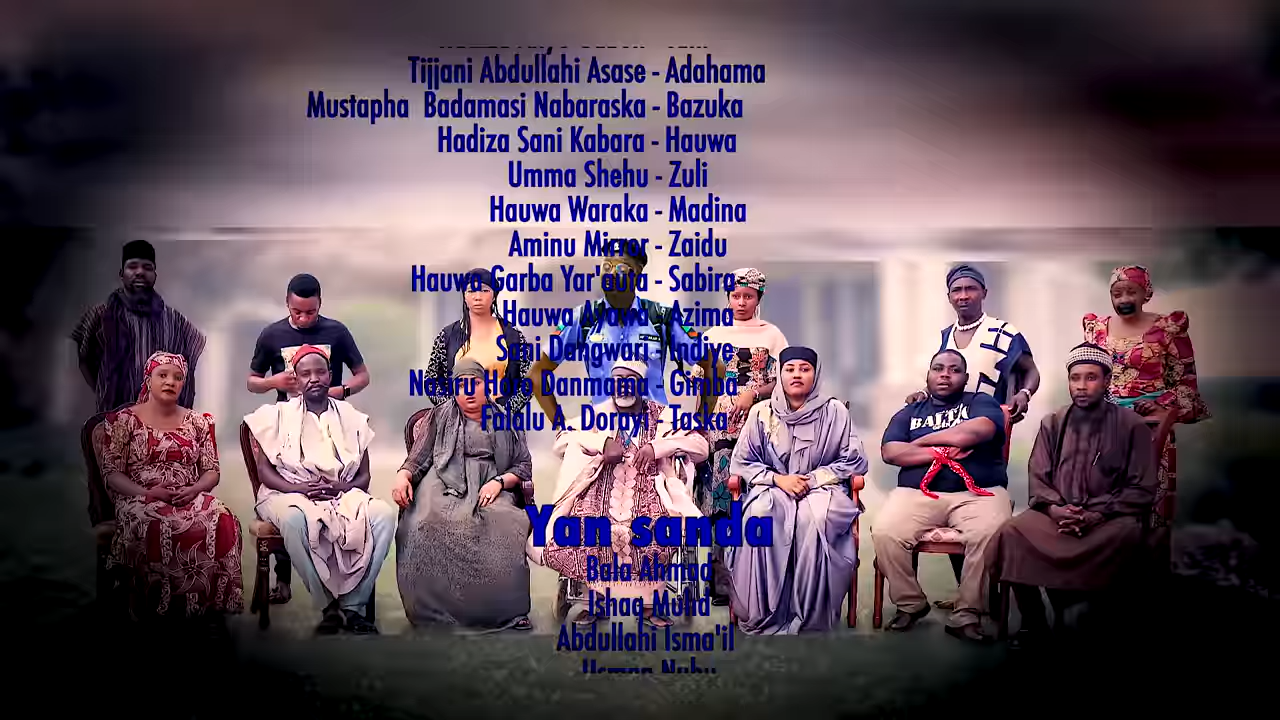 Tijjani Abdullahi Asase - Adahama
Mustapha Badamasi Nabaraska - Bazuka
Hadiza Sani Kabara - Hauwa
Umma Shehu - Zuli
Hauwa Waraka - Madina
Aminu Mirror - Zaidu
Hauwa Garba Yar'auta - Sabira
Hauwa Ayawa - Azima
Sani Dangwari - Indiye
Nasiru Horo Danmama - Gimba
Falalu A. Dorayi - Taska
Yan sanda
Bala Ahmad
Ishaq Muhd
Abdullahi Isma'il